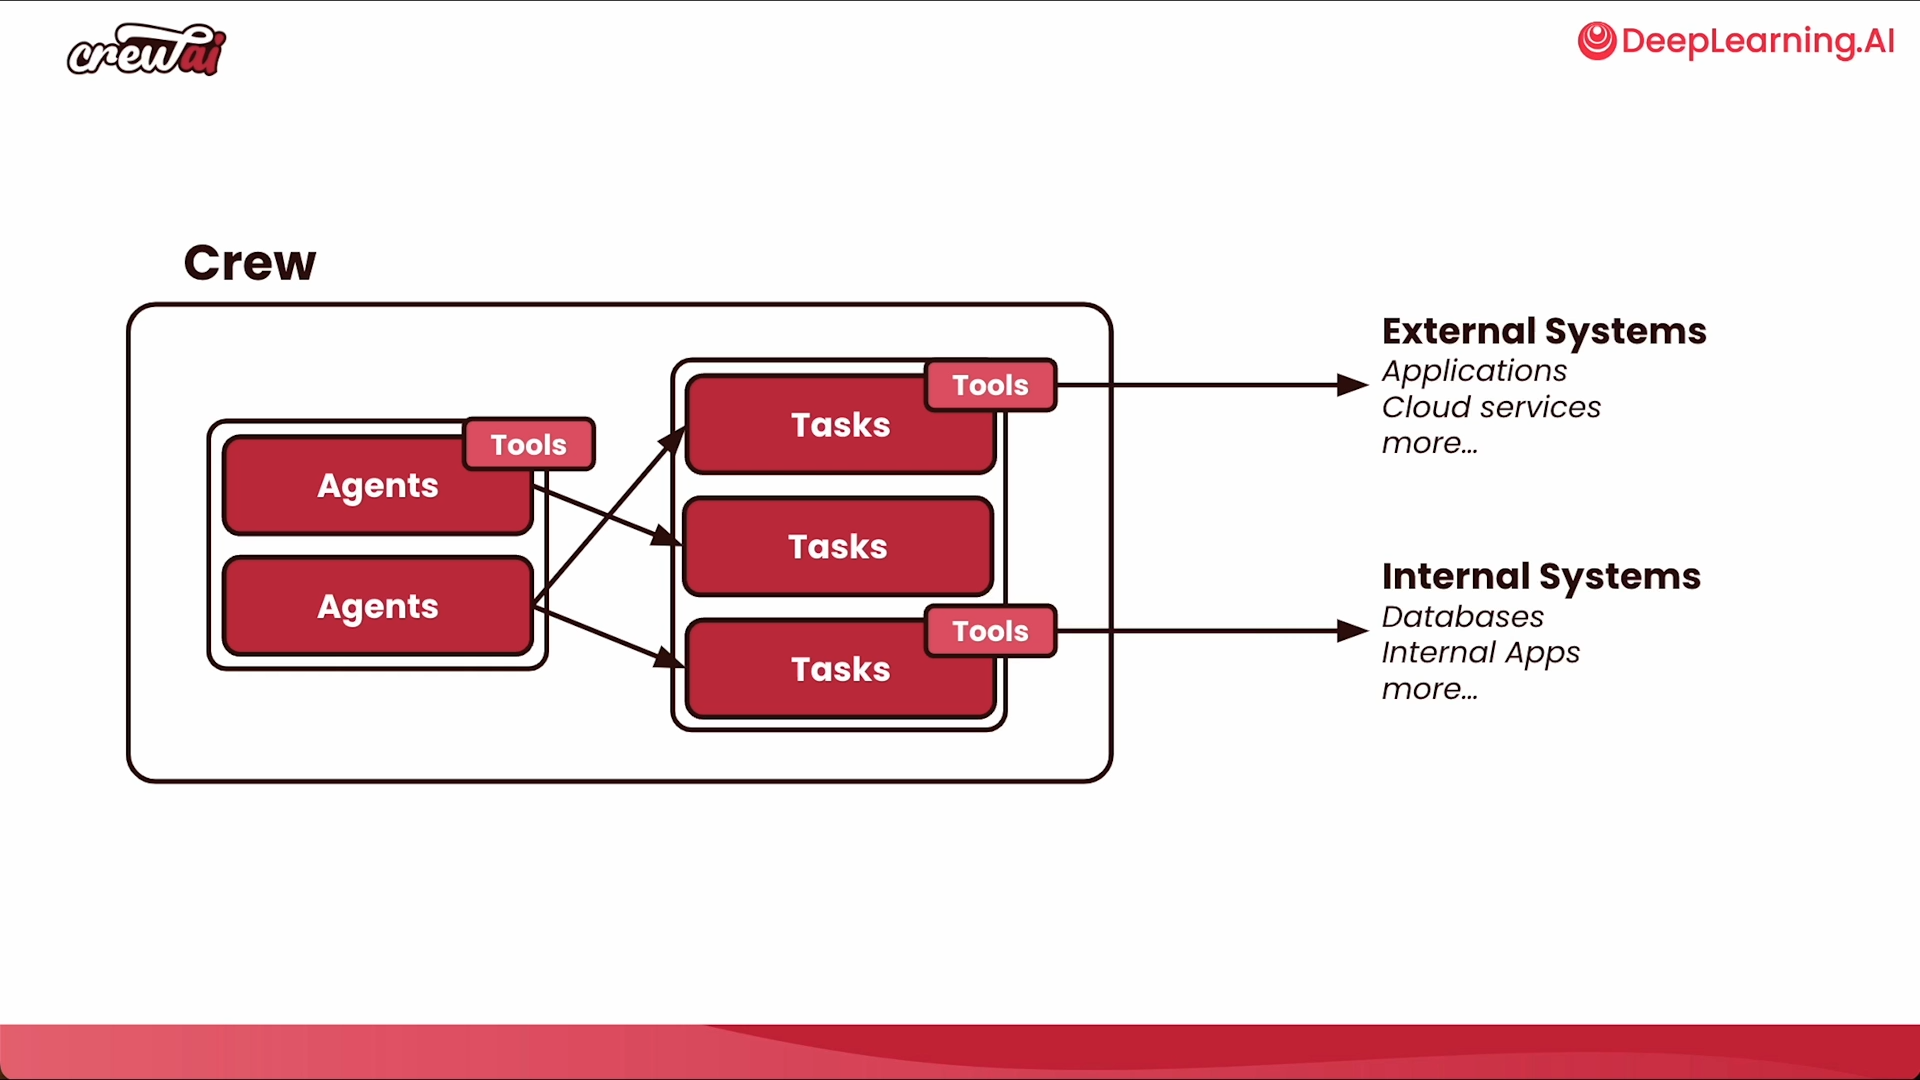 crewai
DeepLearning.AI
Crew
Tools
Agents
Agents
Tools
Tasks
Tasks
Tools
Tasks
External Systems
Applications
Cloud services
more...
Internal Systems
Databases
Internal Apps
more...